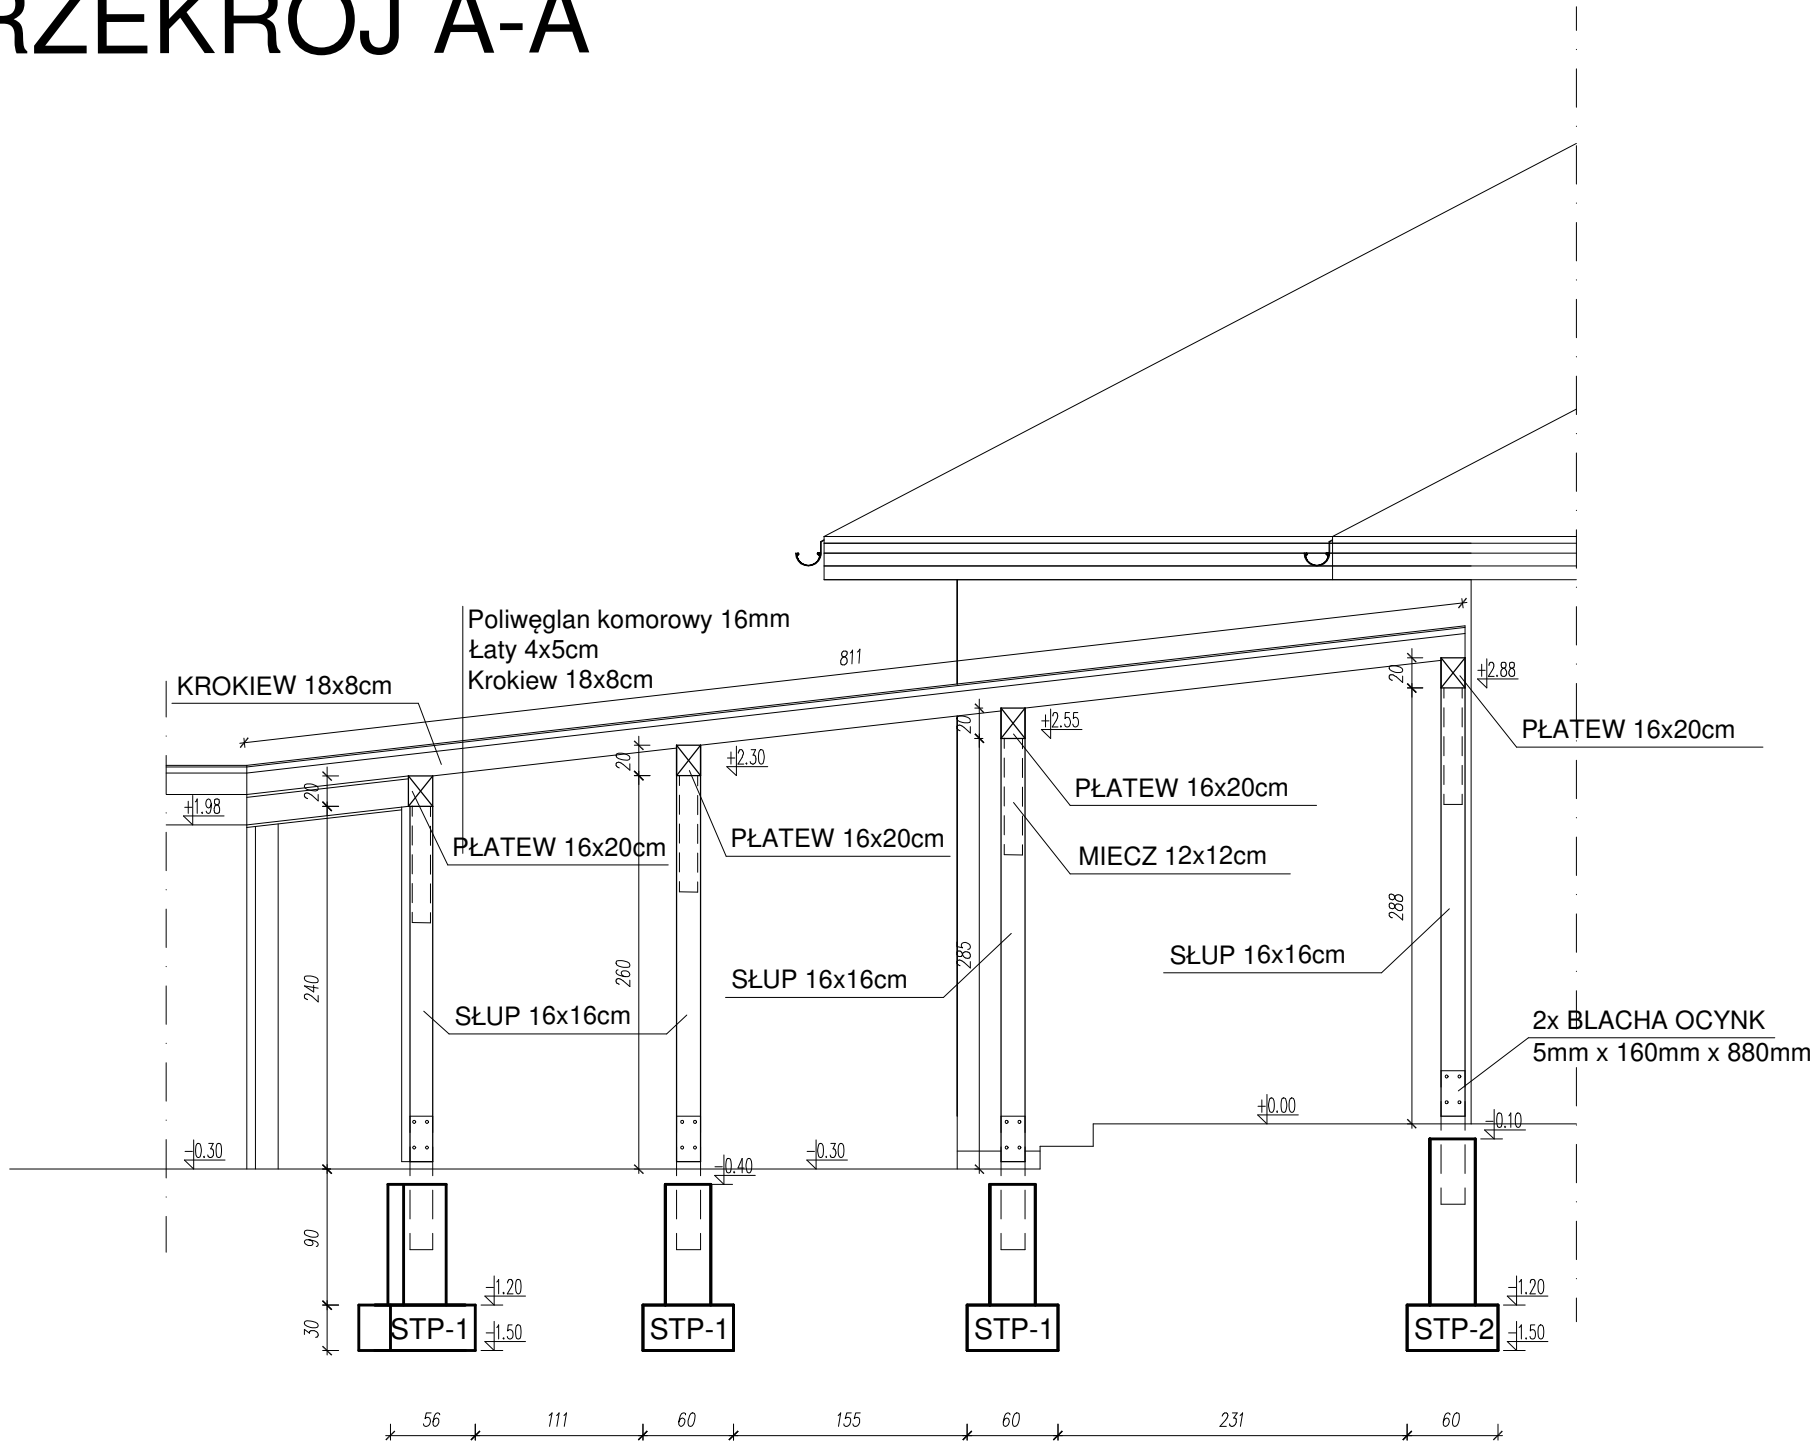 RZEKRÓJ A-A
Poliwęglan komorowy 16mm
Łaty 4x5cm
Krokiew 18x8cm
811
KROKIEW 18x8cm
20
+2.88
PŁATEW 16x20cm
20
+2.55
20
+2.30
20
+1.98
PŁATEW 16x20cm
PŁATEW 16x20cm
PŁATEW 16x20cm
MIECZ 12x12cm
288
285
260
240
SŁUP 16x16cm
SŁUP 16x16cm
SŁUP 16x16cm
2x BLACHA OCYNK
5mm x 160mm x 880mm
+0.00
-0.10
-0.30
-0.40
-0.30
90
-1.20
-1.20
30
STP-1
-1.50
STP-1
STP-1
STP-2
-1.50
56
111
60
155
60
231
60